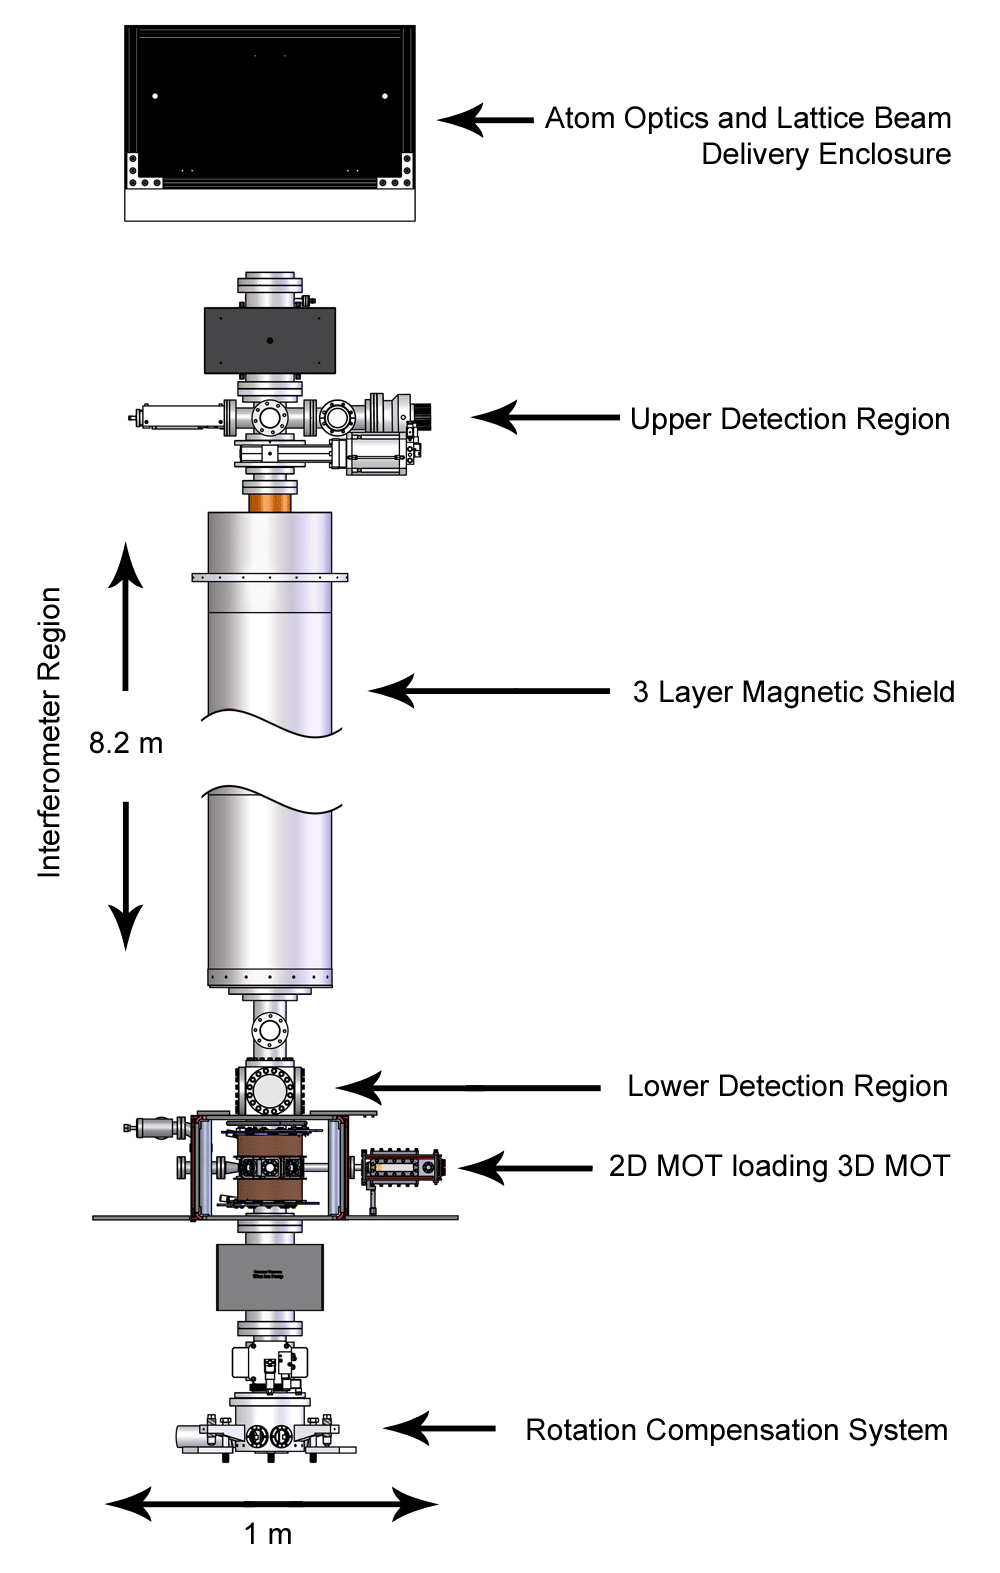 Atom Optics and Lattice Beam
Delivery Enclosure
Upper Detection Region
Interferometer Region
8.2 m
3 Layer Magnetic Shield
Lower Detection Region
2D MOT loading 3D MOT
Rotation Compensation System
1 m